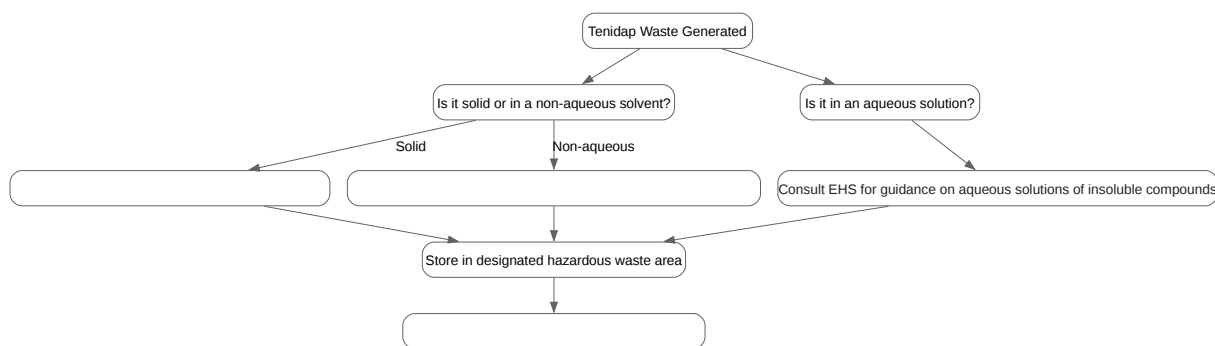 Tenidap Waste Generated
Is it solid or in a non-aqueous solvent?
Is it in an aqueous solution?
Solid
Non-aqueous
Consult EHS for guidance on aqueous solutions of insoluble compounds
Store in designated hazardous waste area